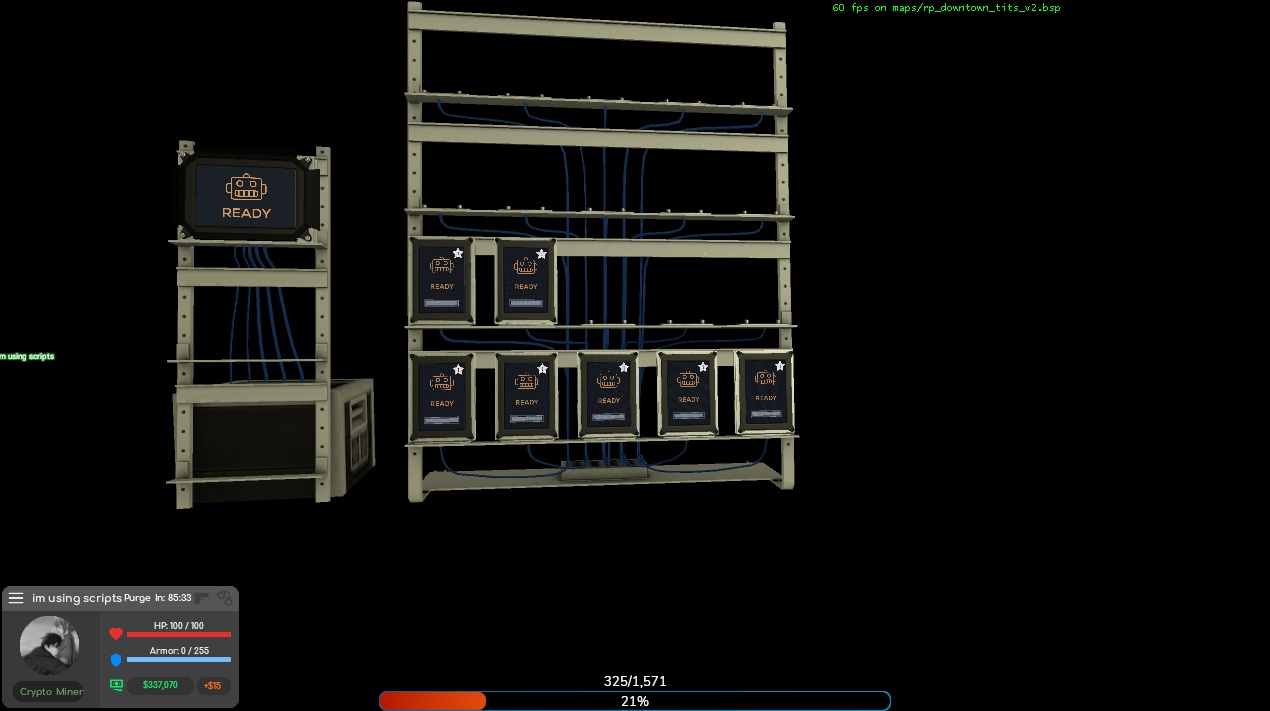 60 fps on maps/rp_downtown_tits_v2.bsp
READY
READY
READY
m using scripts
READY
READY
READY
READY
READY
im using scripts Purge In: 85:33
HP: 100 / 100
Armor: 0 / 255
$337,070 +$15
Crypto Miner
325/1,571
21%